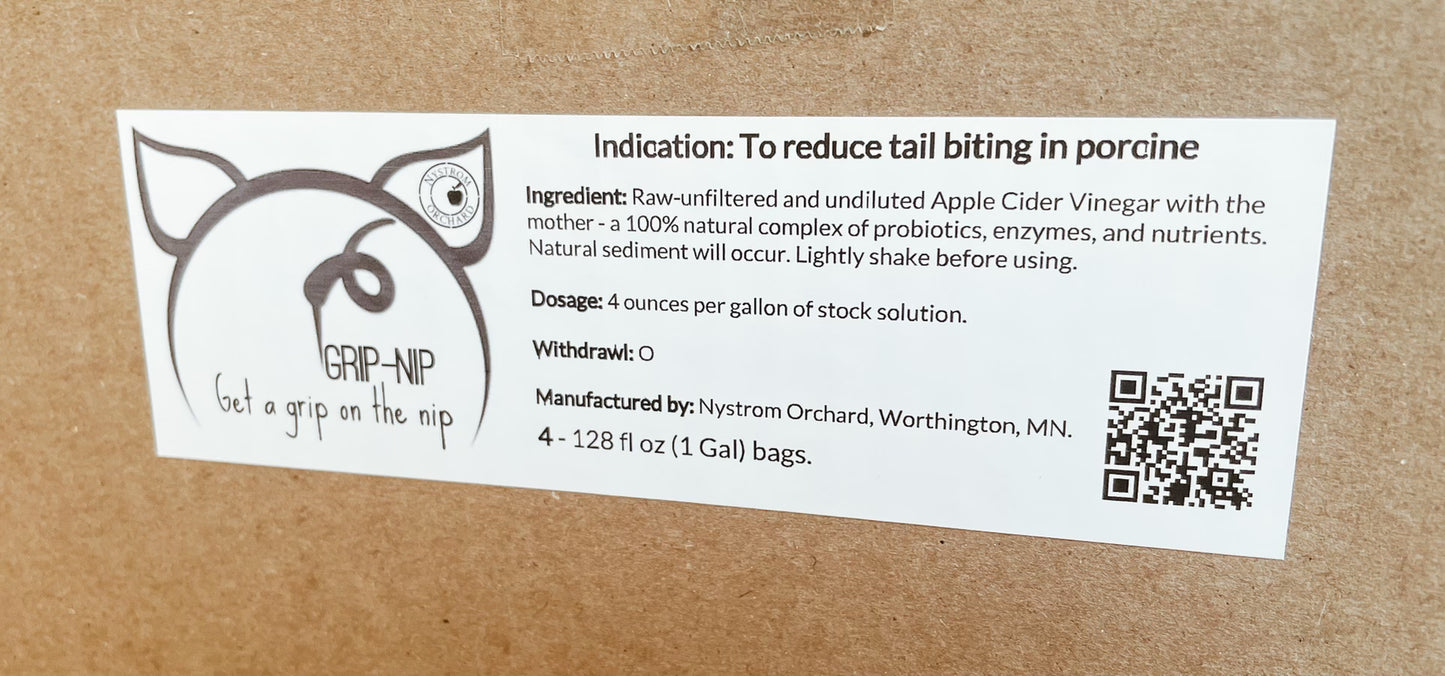 NYSTROM
ORCHARD
GRIP-NIP
Get a grip on the nip
Indication: To reduce tail biting in porcine
Ingredient: Raw-unfiltered and undiluted Apple Cider Vinegar with the
mother - a 100% natural complex of probiotics, enzymes, and nutrients.
Natural sediment will occur. Lightly shake before using.
Dosage: 4 ounces per gallon of stock solution.
Withdrawl: O
Manufactured by: Nystrom Orchard, Worthington, MN.
4 - 128 fl oz (1 Gal) bags.